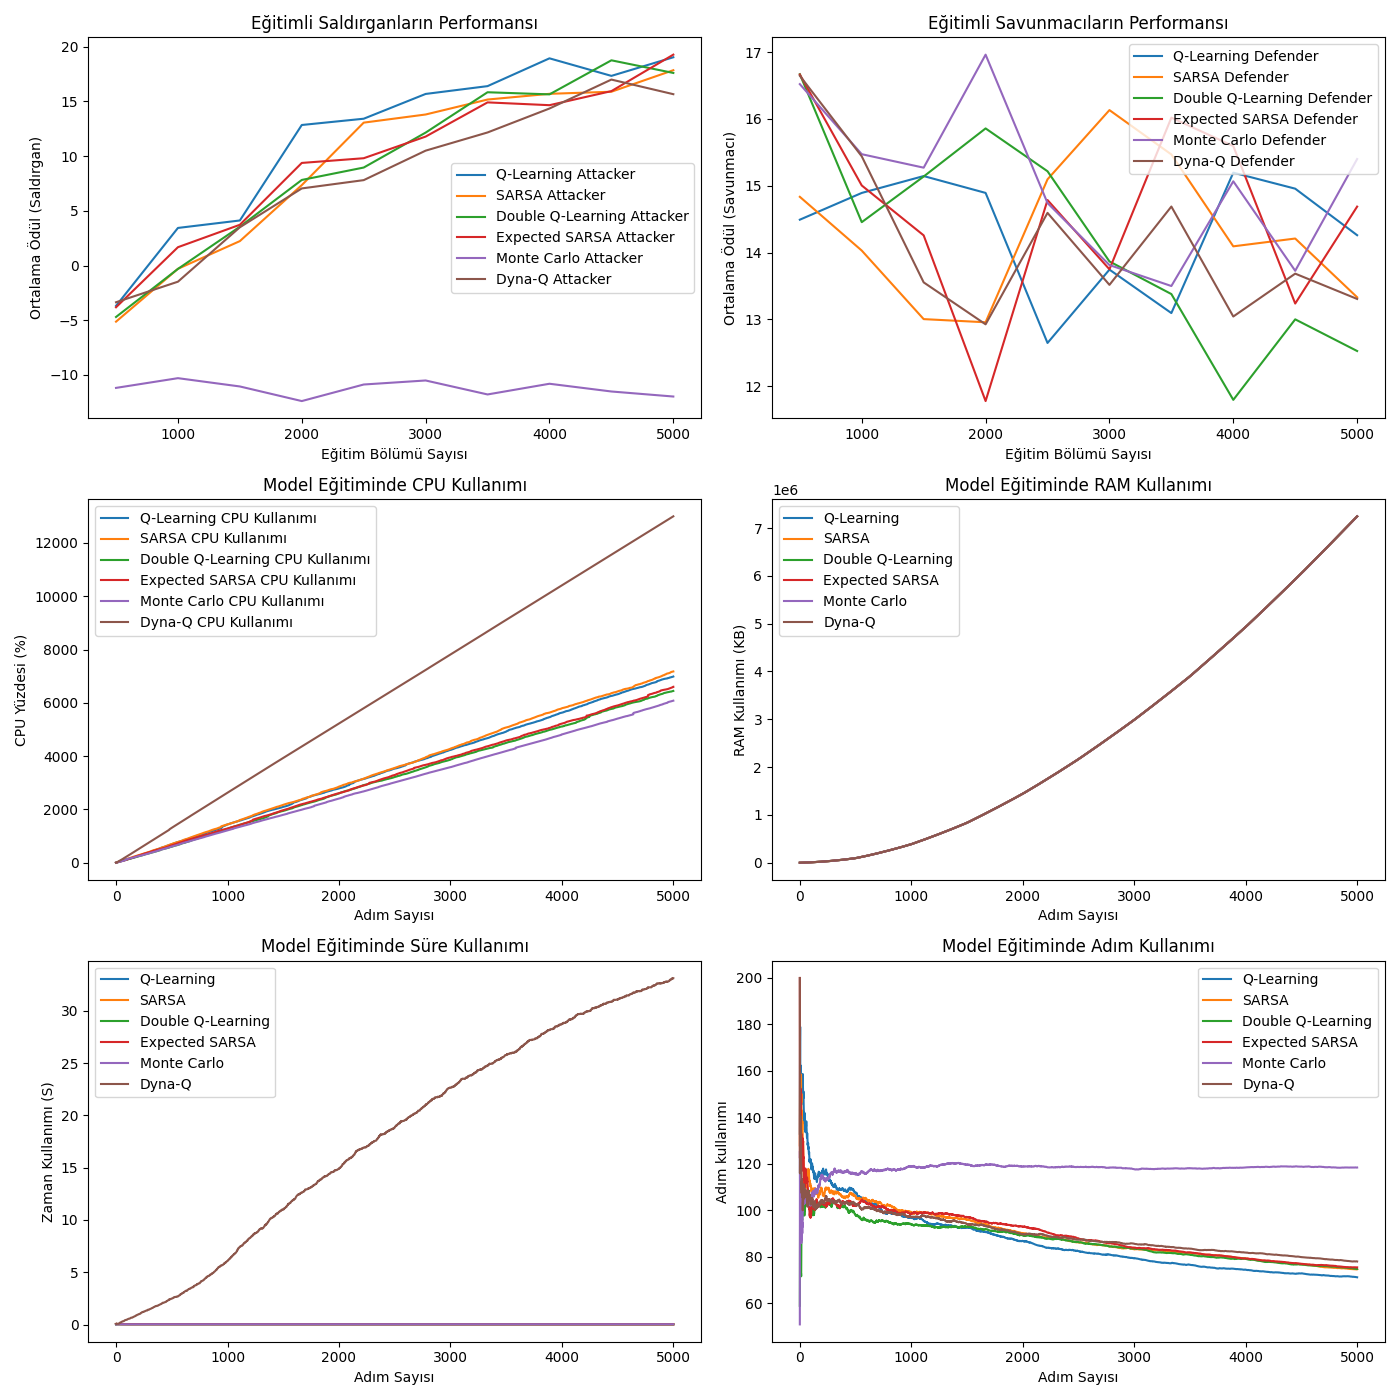 Eğitimli Saldırganların Performansı
Ortalama Ödül (Saldırgan)
20
15
10
5
0
−5
−10
Q-Learning Attacker
SARSA Attacker
Double Q-Learning Attacker
Expected SARSA Attacker
Monte Carlo Attacker
Dyna-Q Attacker
1000 2000 3000 4000 5000
Eğitim Bölümü Sayısı
Eğitimli Savunmacıların Performansı
Ortalama Ödül (Savunmacı)
17
16
15
14
13
12
Q-Learning Defender
SARSA Defender
Double Q-Learning Defender
Expected SARSA Defender
Monte Carlo Defender
Dyna-Q Defender
1000 2000 3000 4000 5000
Eğitim Bölümü Sayısı
Model Eğitiminde CPU Kullanımı
CPU Yüzdesi (%)
12000
10000
8000
6000
4000
2000
0
Q-Learning CPU Kullanımı
SARSA CPU Kullanımı
Double Q-Learning CPU Kullanımı
Expected SARSA CPU Kullanımı
Monte Carlo CPU Kullanımı
Dyna-Q CPU Kullanımı
0 1000 2000 3000 4000 5000
Adım Sayısı
Model Eğitiminde RAM Kullanımı
1e6
RAM Kullanımı (KB)
7
6
5
4
3
2
1
0
Q-Learning
SARSA
Double Q-Learning
Expected SARSA
Monte Carlo
Dyna-Q
0 1000 2000 3000 4000 5000
Adım Sayısı
Model Eğitiminde Süre Kullanımı
Zaman Kullanımı (S)
30
25
20
15
10
5
0
Q-Learning
SARSA
Double Q-Learning
Expected SARSA
Monte Carlo
Dyna-Q
0 1000 2000 3000 4000 5000
Adım Sayısı
Model Eğitiminde Adım Kullanımı
Adım kullanımı
200
180
160
140
120
100
80
60
Q-Learning
SARSA
Double Q-Learning
Expected SARSA
Monte Carlo
Dyna-Q
0 1000 2000 3000 4000 5000
Adım Sayısı